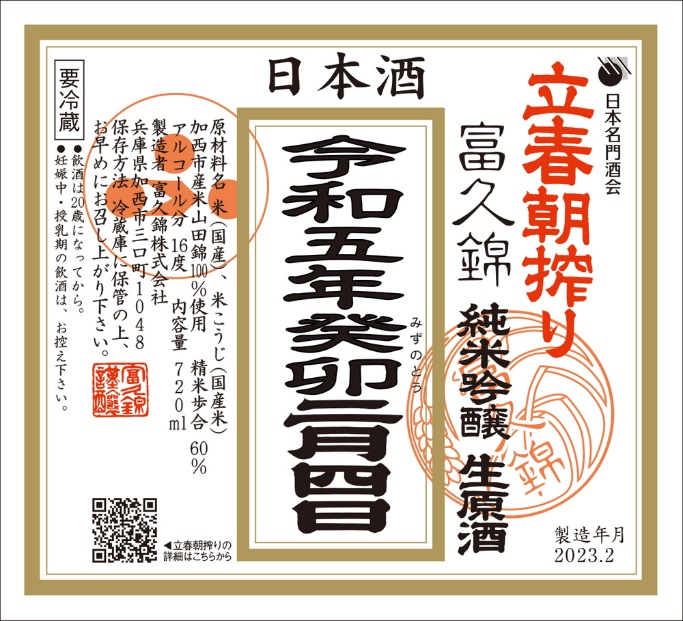 日本酒
日本名門酒会
立春朝搾り
富久錦
純米吟醸 生原酒
製造年月
2023.2
令和五年癸卯二月四日
みずのとう
原材料名 米(国産)、米こうじ(国産米)
加西市産米山田錦100%使用 精米歩合 60%
アルコール分 16度 内容量 720ml
製造者 富久錦株式会社
兵庫県加西市三口町1048
保存方法 冷蔵庫に保管の上、
お早めにお召し上がり下さい。
要冷蔵
●飲酒は20歳になってから。
●妊娠中・授乳期の飲酒は、お控え下さい。
富久錦
謹醸
◀立春朝搾りの
詳細はこちらから